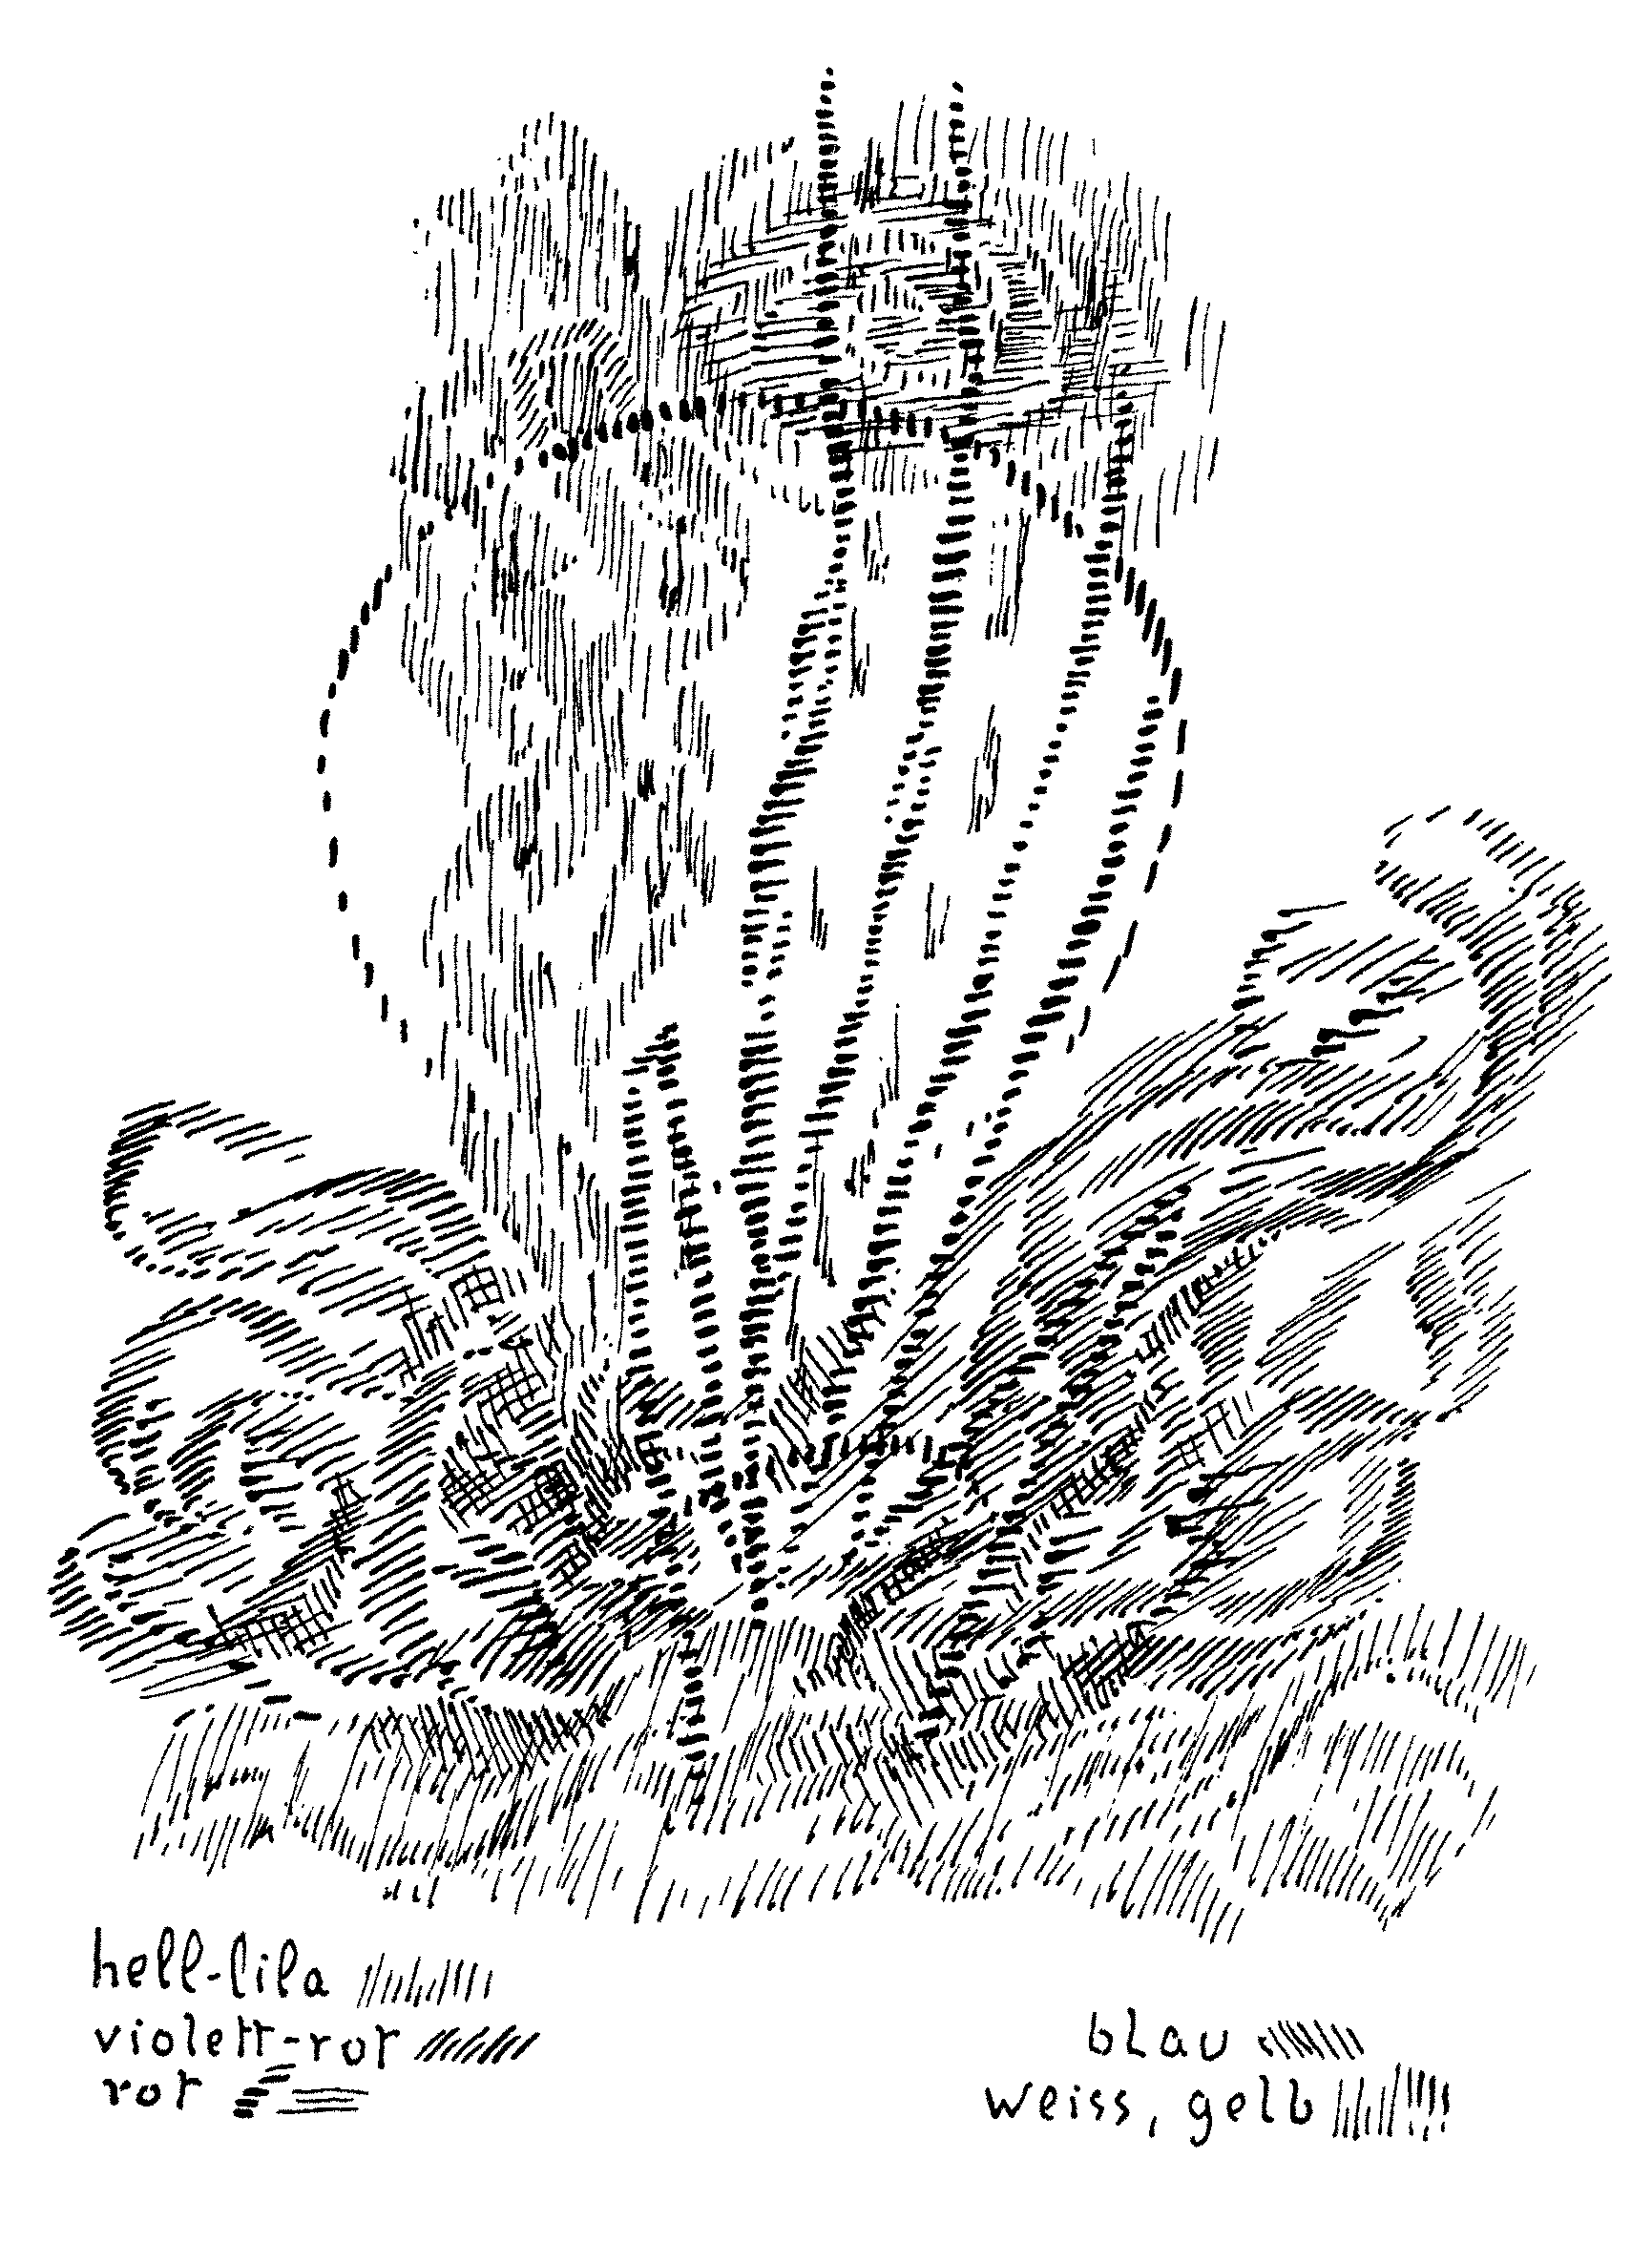 hell-lila
violett-rot
rot
blau
weiss, gelb